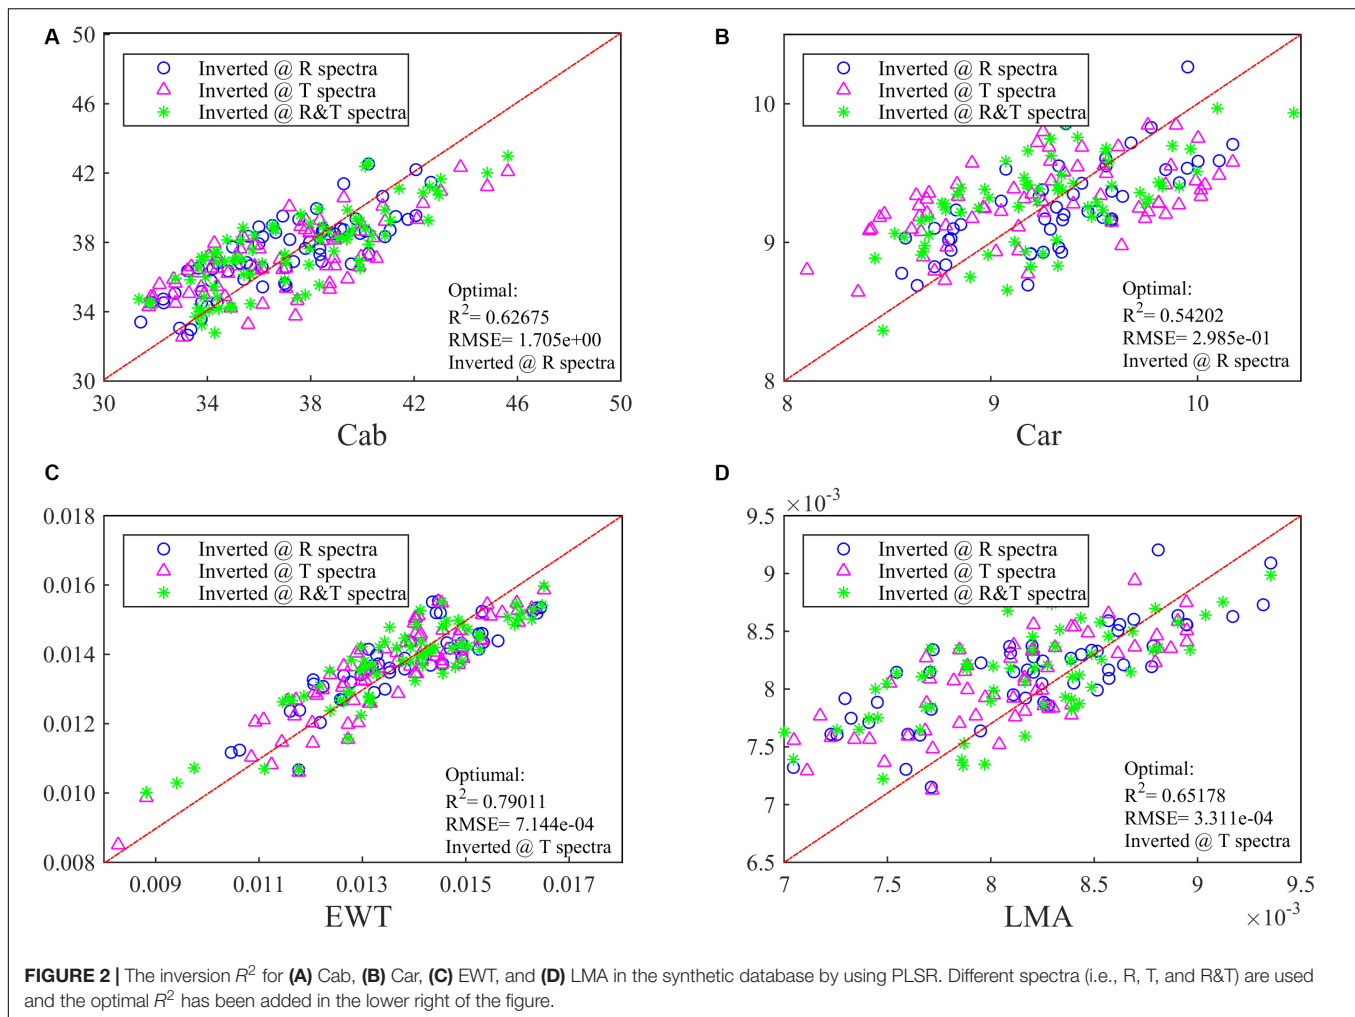 A
50
46
42
38
34
30
Inverted @ R spectra
Inverted @ T spectra
Inverted @ R&T spectra
Optimal:
R²= 0.62675
RMSE= 1.705e+00
Inverted @ R spectra
30 34 38 42 46 50
Cab
B
10
9
8
Inverted @ R spectra
Inverted @ T spectra
Inverted @ R&T spectra
Optimal:
R²= 0.54202
RMSE= 2.985e-01
Inverted @ R spectra
8 9 10
Car
C
0.018
0.016
0.014
0.012
0.010
0.008
Inverted @ R spectra
Inverted @ T spectra
Inverted @ R&T spectra
Optiumal:
R²= 0.79011
RMSE= 7.144e-04
Inverted @ T spectra
0.009 0.011 0.013 0.015 0.017
EWT
D
×10⁻³
9.5
9
8.5
8
7.5
7
6.5
Inverted @ R spectra
Inverted @ T spectra
Inverted @ R&T spectra
Optimal:
R²= 0.65178
RMSE= 3.311e-04
Inverted @ T spectra
7 7.5 8 8.5 9 9.5
LMA
×10⁻³
FIGURE 2 | The inversion R² for (A) Cab, (B) Car, (C) EWT, and (D) LMA in the synthetic database by using PLSR. Different spectra (i.e., R, T, and R&T) are used
and the optimal R² has been added in the lower right of the figure.